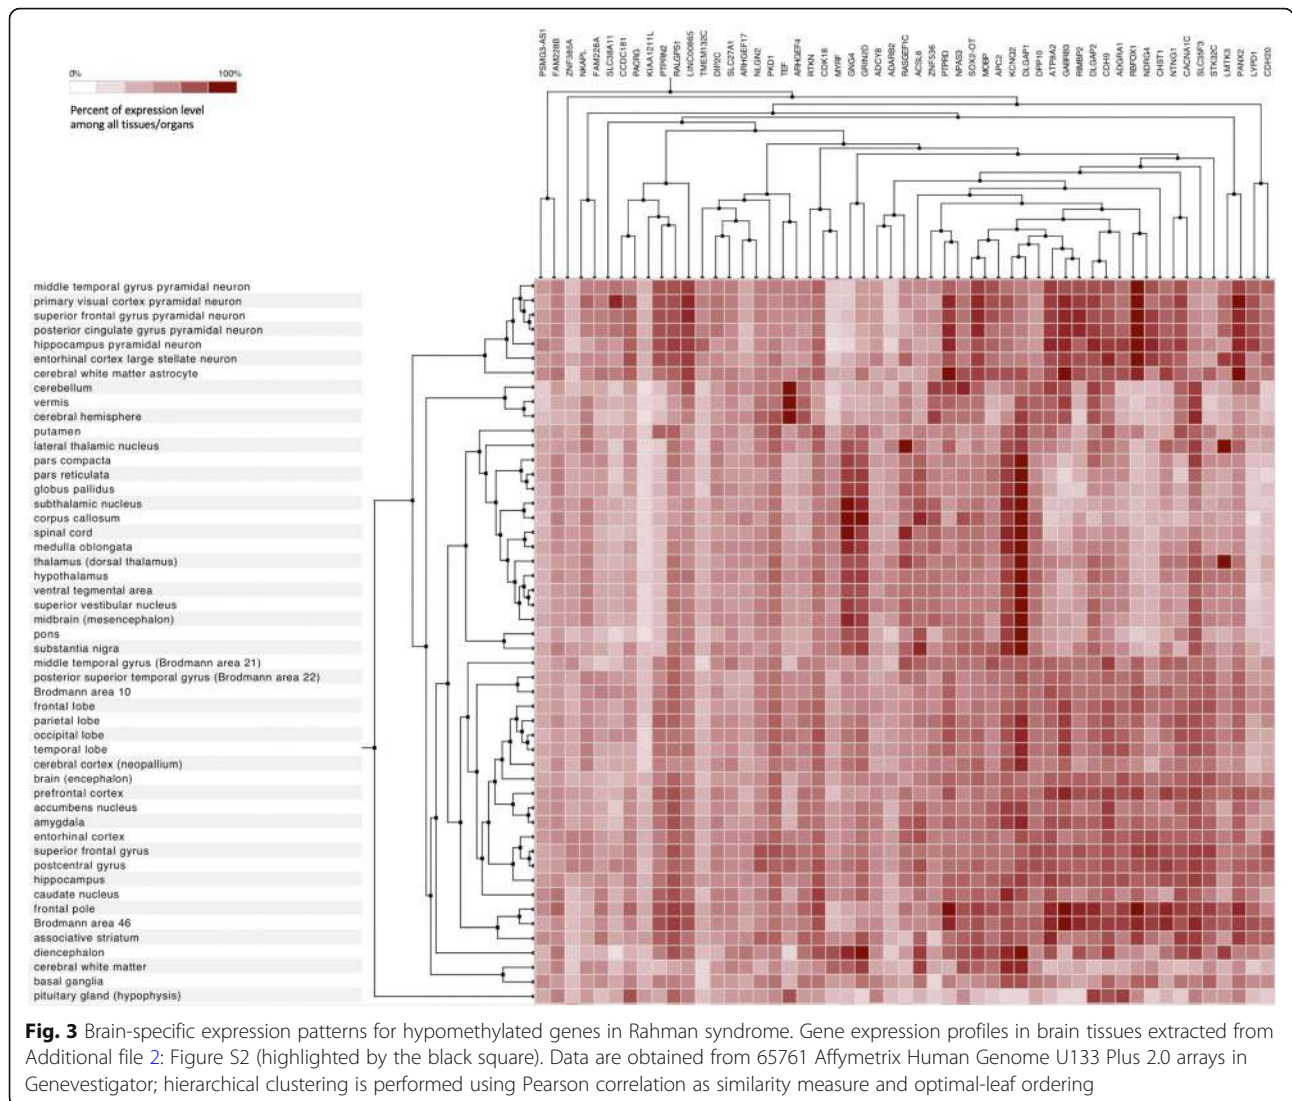 0%
100%
Percent of expression level
among all tissues/organs
PSMG3-AS1
FAM229B
ZNF385A
NKAPL
FAM228A
SLC38A11
CCDC181
PACRG
KIAA1211L
PTPRN2
RALGPS1
LINC00865
TMEM132C
DIP2C
SLC27A1
ARHGEF17
NLGN2
PKD1
TEF
ARHGEF4
RTKN
CDK18
MYRF
GNG4
GRIN2D
ADCY8
ADARB2
RASGEF1C
ACSL6
ZNF536
PTPRD
NPAS3
SOX2-OT
MOBP
APC2
KCNQ2
DLGAP1
DPP10
ATP8A2
GABRB3
RIMBP2
DLGAP2
CDH9
ADGRA1
RBFOX1
NDRG4
CHST1
NTNG1
CACNA1C
SLC35F3
STK32C
LMTK3
PANX2
LYPD1
CDH20
middle temporal gyrus pyramidal neuron
primary visual cortex pyramidal neuron
superior frontal gyrus pyramidal neuron
posterior cingulate gyrus pyramidal neuron
hippocampus pyramidal neuron
entorhinal cortex large stellate neuron
cerebral white matter astrocyte
cerebellum
vermis
cerebral hemisphere
putamen
lateral thalamic nucleus
pars compacta
pars reticulata
globus pallidus
subthalamic nucleus
corpus callosum
spinal cord
medulla oblongata
thalamus (dorsal thalamus)
hypothalamus
ventral tegmental area
superior vestibular nucleus
midbrain (mesencephalon)
pons
substantia nigra
middle temporal gyrus (Brodmann area 21)
posterior superior temporal gyrus (Brodmann area 22)
Brodmann area 10
frontal lobe
parietal lobe
occipital lobe
temporal lobe
cerebral cortex (neopallium)
brain (encephalon)
prefrontal cortex
accumbens nucleus
amygdala
entorhinal cortex
superior frontal gyrus
postcentral gyrus
hippocampus
caudate nucleus
frontal pole
Brodmann area 46
associative striatum
diencephalon
cerebral white matter
basal ganglia
pituitary gland (hypophysis)
Fig. 3 Brain-specific expression patterns for hypomethylated genes in Rahman syndrome. Gene expression profiles in brain tissues extracted from
Additional file 2: Figure S2 (highlighted by the black square). Data are obtained from 65761 Affymetrix Human Genome U133 Plus 2.0 arrays in
Genevestigator; hierarchical clustering is performed using Pearson correlation as similarity measure and optimal-leaf ordering